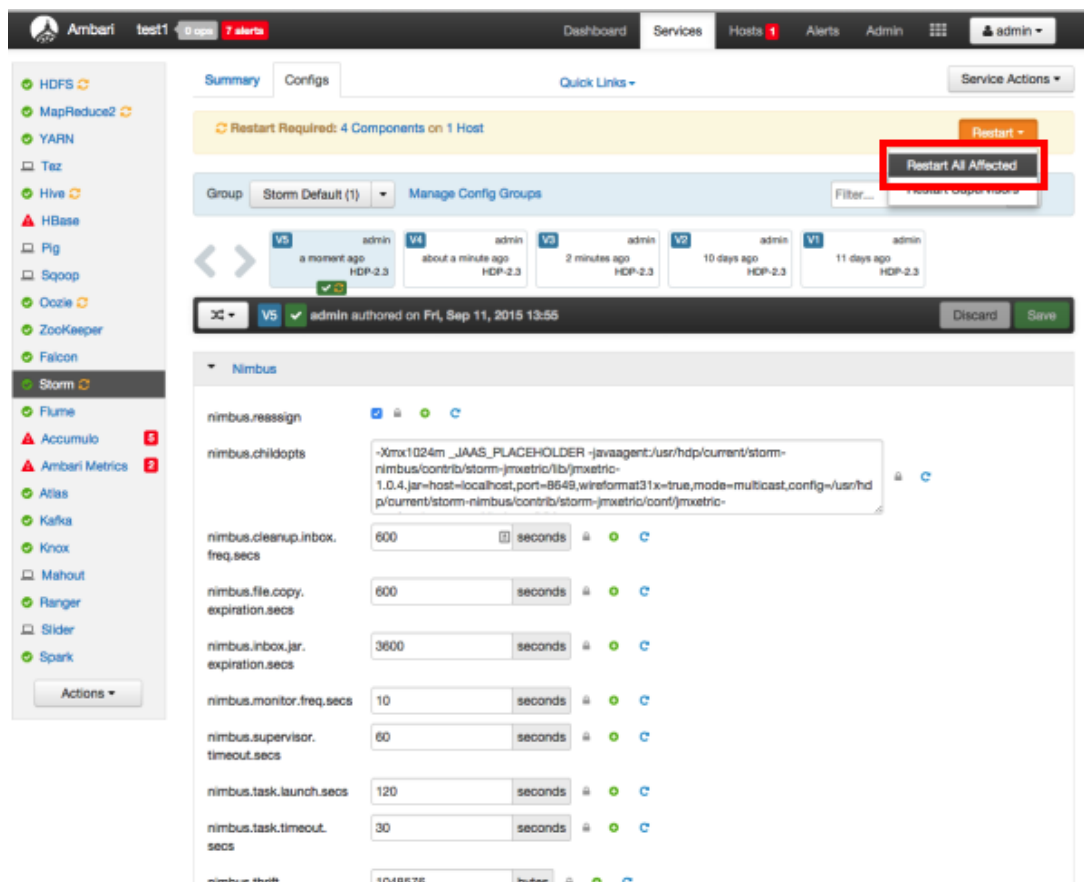 Ambari test1 0 ops 7 alerts Dashboard Services Hosts 1 Alerts Admin admin
HDFS
MapReduce2
YARN
Tez
Hive
HBase
Pig
Sqoop
Oozie
ZooKeeper
Falcon
Storm
Flume
Accumulo 5
Ambari Metrics 2
Atlas
Kafka
Knox
Mahout
Ranger
Slider
Spark
Actions
Summary Configs Quick Links Service Actions
Restart Required: 4 Components on 1 Host Restart
Restart All Affected
Restart Supervisors
Group Storm Default (1) Manage Config Groups Filter...
V5 admin
a moment ago
HDP-2.3
V4 admin
about a minute ago
HDP-2.3
V3 admin
2 minutes ago
HDP-2.3
V2 admin
10 days ago
HDP-2.3
V1 admin
11 days ago
HDP-2.3
V5 admin authored on Fri, Sep 11, 2015 13:55 Discard Save
Nimbus
nimbus.reassign
nimbus.childopts
-Xmx1024m _JAAS_PLACEHOLDER -javaagent:/usr/hdp/current/storm-
nimbus/contrib/storm-jmxetric/lib/jmxetric-
1.0.4.jar=host=localhost,port=8649,wireformat31x=true,mode=multicast,config=/usr/hd
p/current/storm-nimbus/contrib/storm-jmxetric/conf/jmxetric-
nimbus.cleanup.inbox. 600 seconds
freq.secs
nimbus.file.copy. 600 seconds
expiration.secs
nimbus.inbox.jar. 3600 seconds
expiration.secs
nimbus.monitor.freq.secs 10 seconds
nimbus.supervisor. 60 seconds
timeout.secs
nimbus.task.launch.secs 120 seconds
nimbus.task.timeout. 30 seconds
secs
nimbus.thrift 1048576 bytes